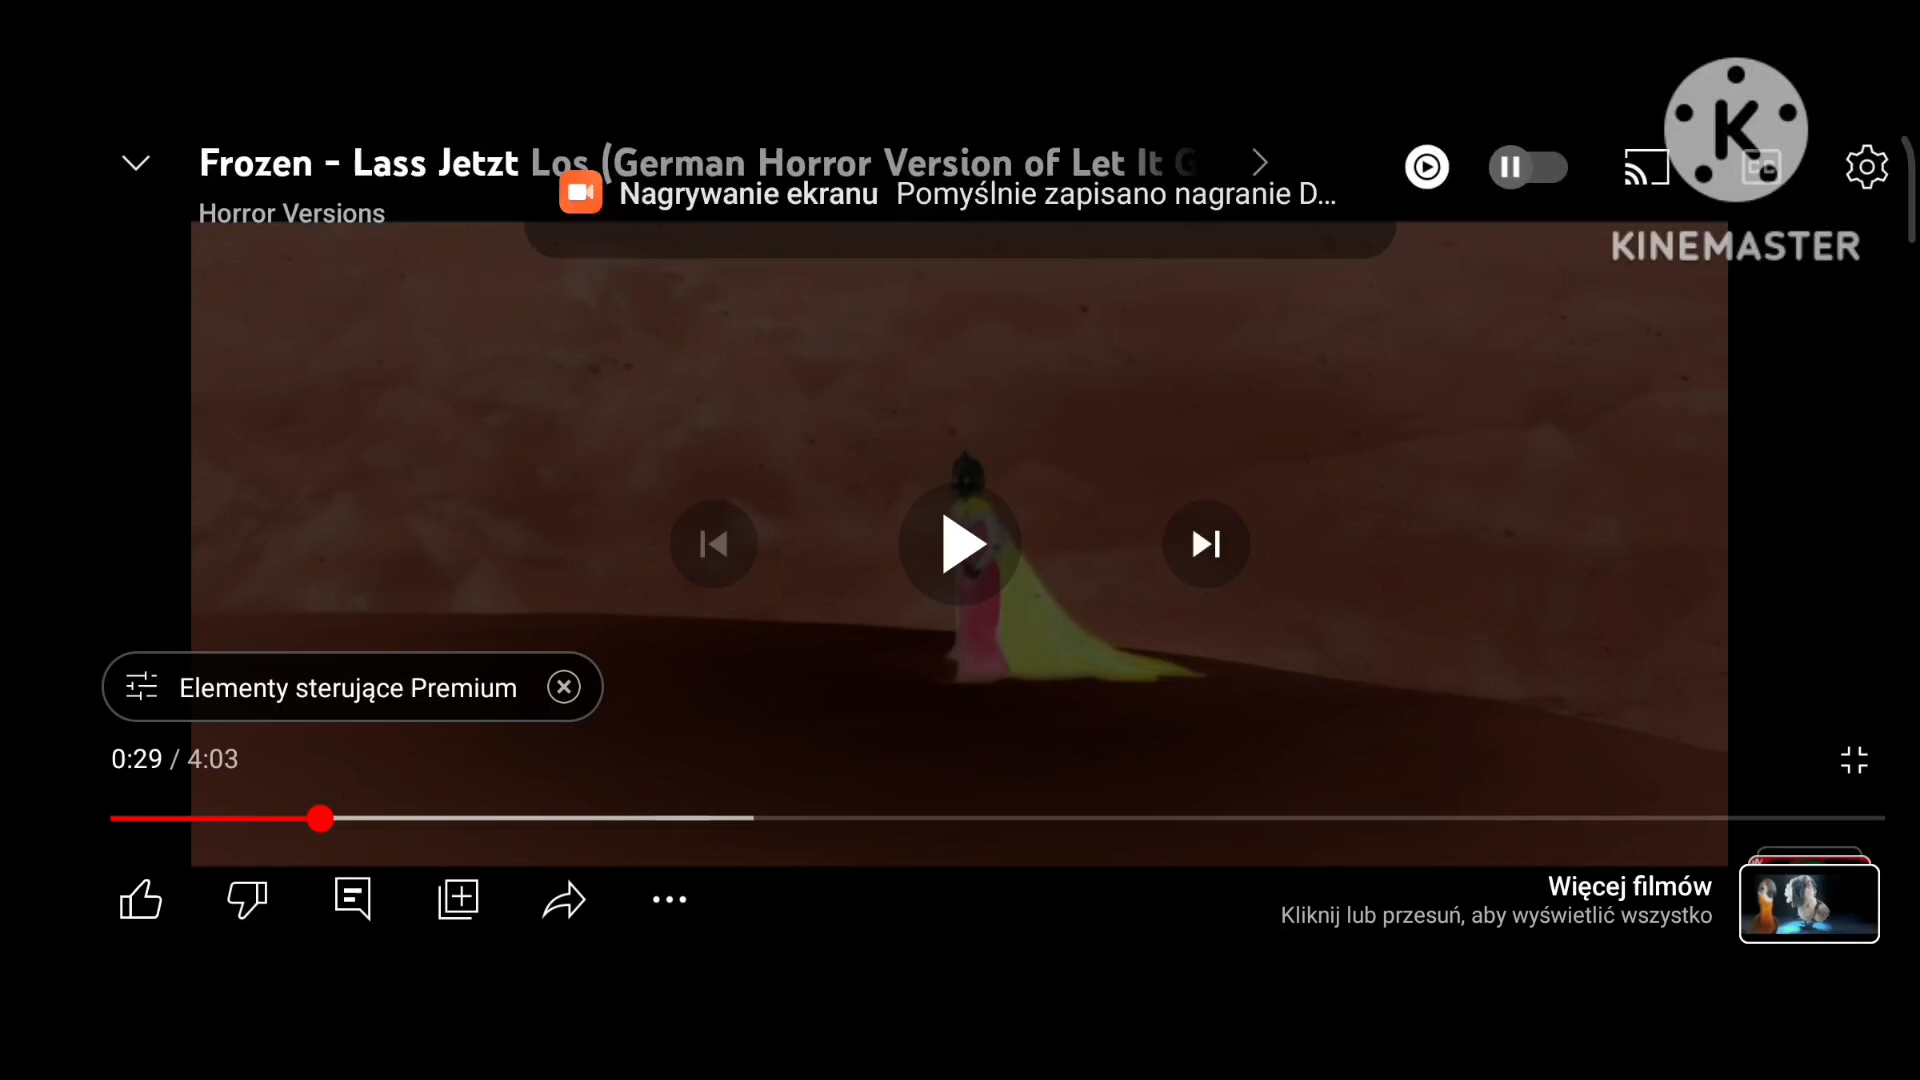 Frozen - Lass Jetzt Los (German Horror Version of Let It G
Nagrywanie ekranu Pomyślnie zapisano nagranie D...
Horror Versions
K
CC
KINEMASTER
Elementy sterujące Premium
0:29 / 4:03
Więcej filmów
Kliknij lub przesuń, aby wyświetlić wszystko